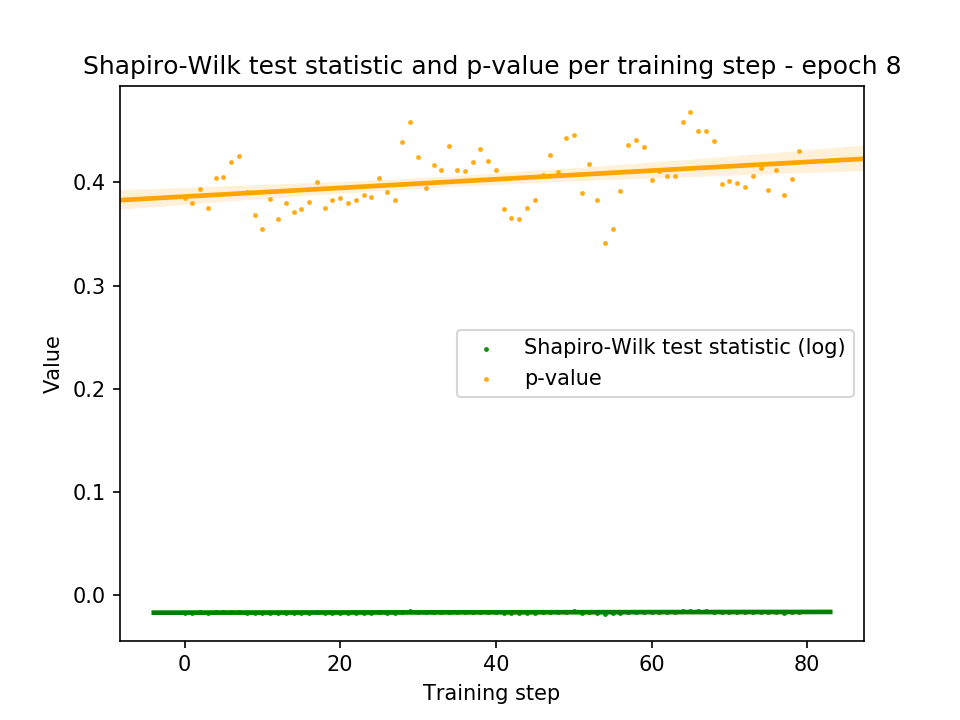 Shapiro-Wilk test statistic and p-value per training step - epoch 8
Value
0.4
0.3
0.2
0.1
0.0
Shapiro-Wilk test statistic (log)
p-value
0 20 40 60 80
Training step